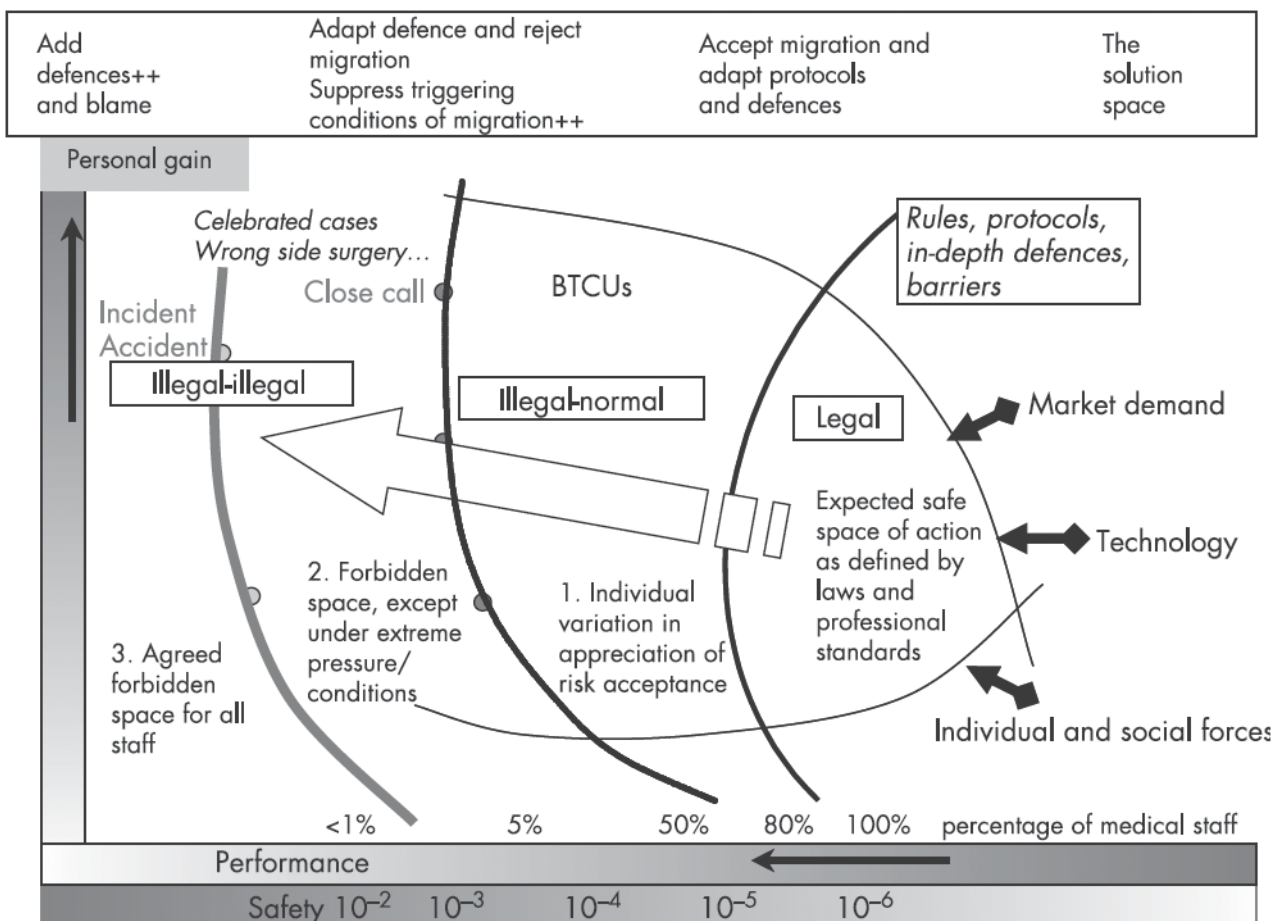 Add
defences++
and blame
Adapt defence and reject
migration
Suppress triggering
conditions of migration++
Accept migration and
adapt protocols
and defences
The
solution
space
Personal gain
Celebrated cases
Wrong side surgery...
Close call
BTCUs
Rules, protocols,
in-depth defences,
barriers
Incident
Accident
Illegal-illegal
Illegal-normal
Legal
Market demand
Expected safe
space of action
as defined by
laws and
professional
standards
Technology
2. Forbidden
space, except
under extreme
pressure/
conditions
1. Individual
variation in
appreciation of
risk acceptance
3. Agreed
forbidden
space for all
staff
Individual and social forces
<1% 5% 50% 80% 100% percentage of medical staff
Performance
Safety 10⁻² 10⁻³ 10⁻⁴ 10⁻⁵ 10⁻⁶